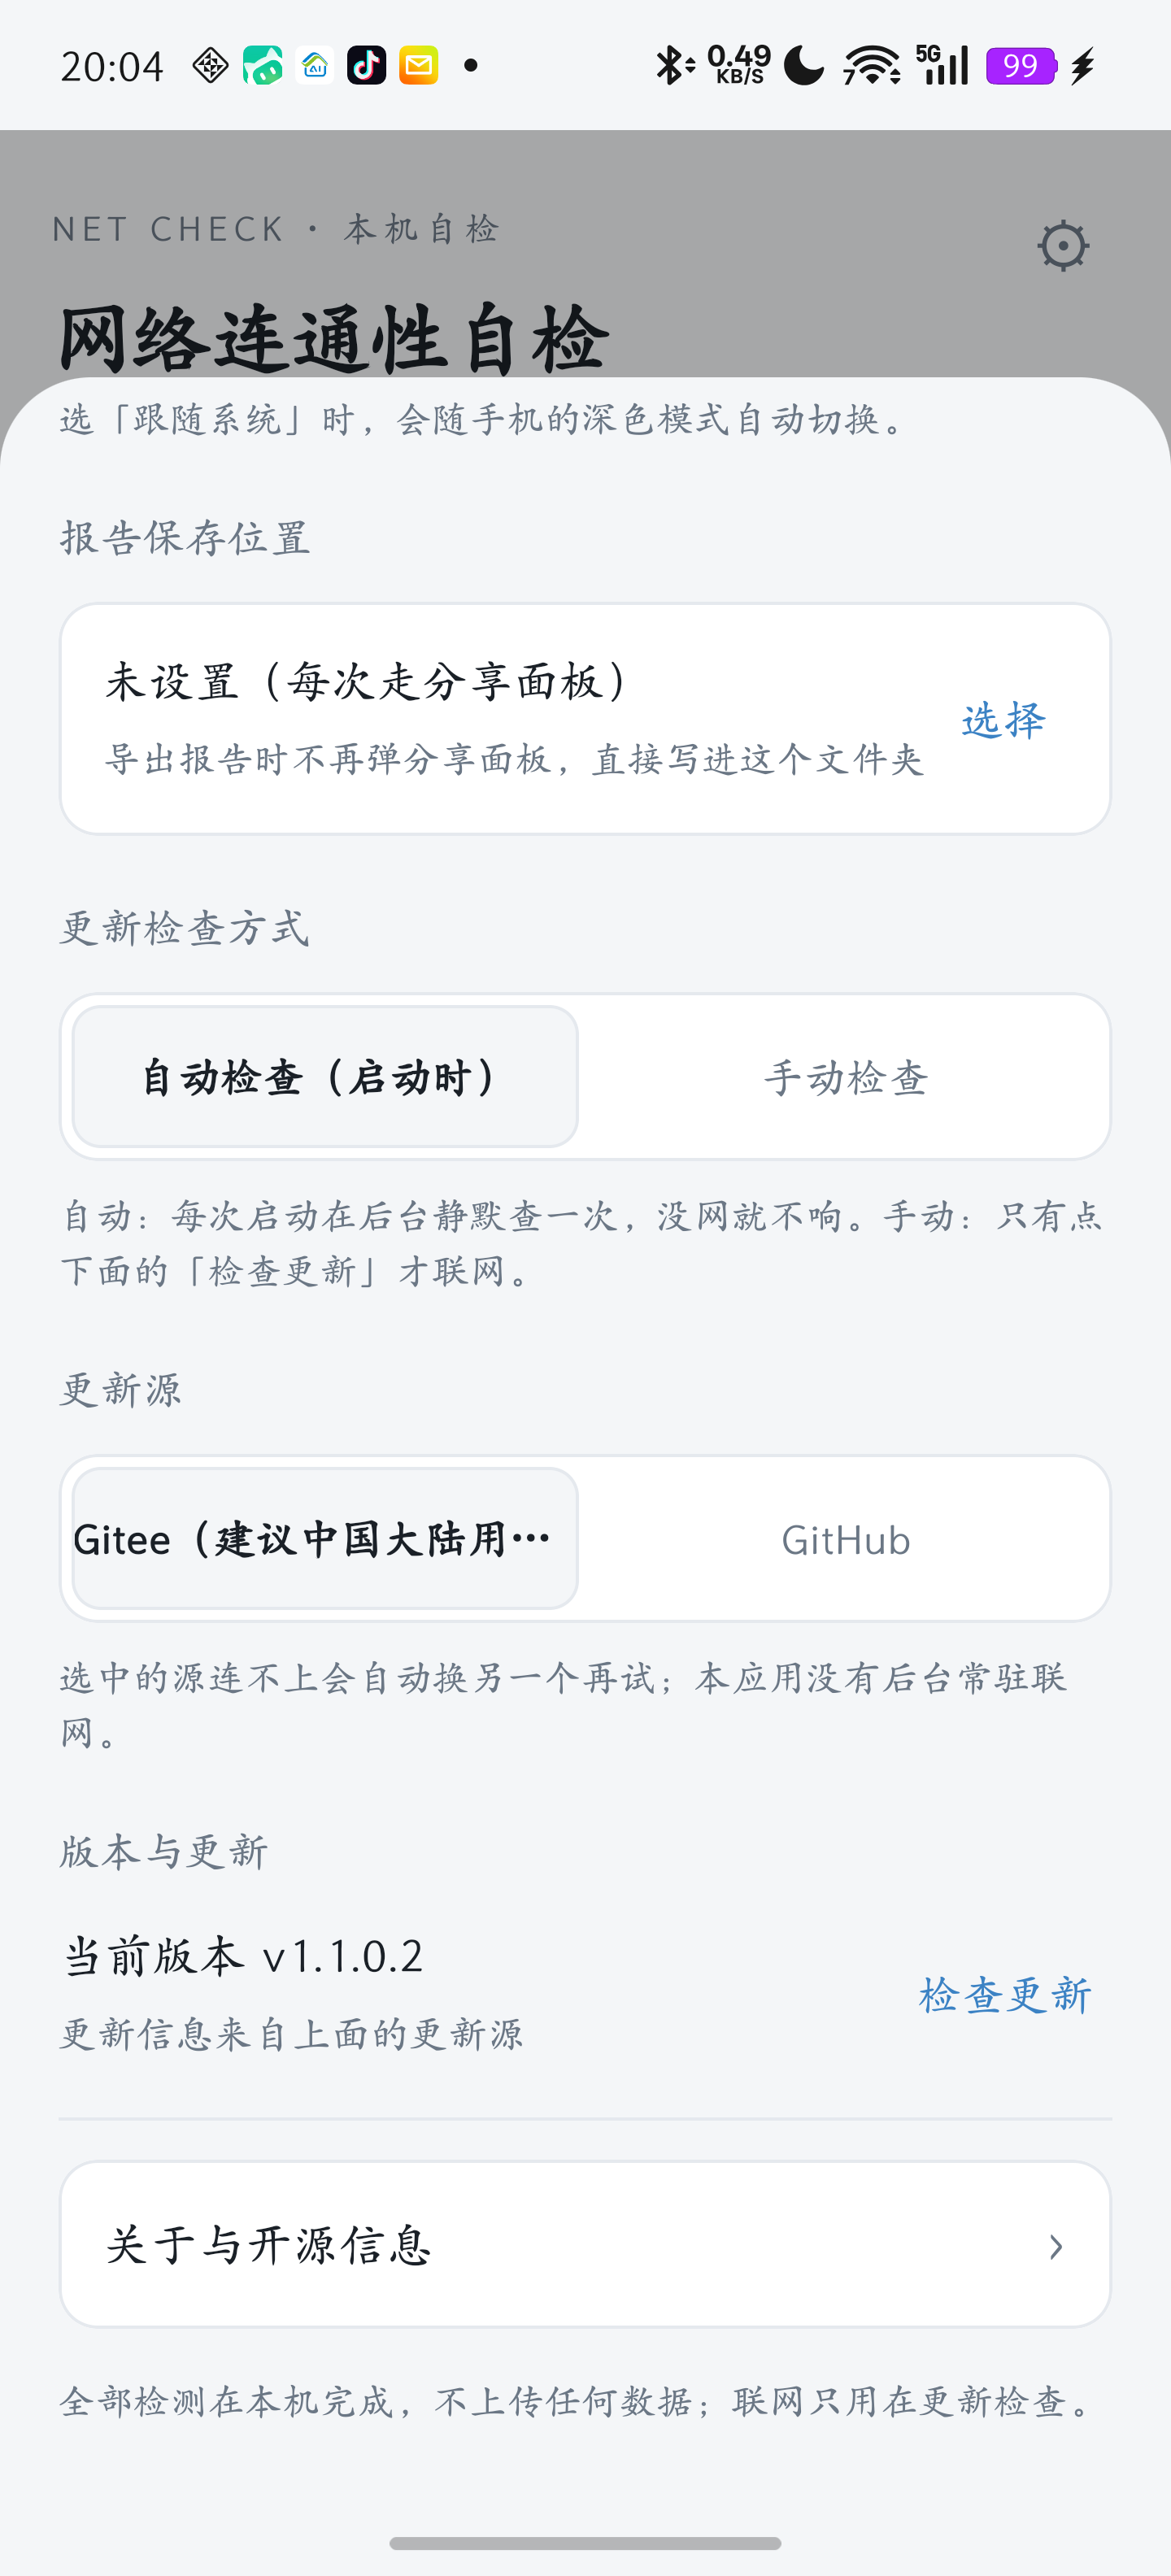 20:04
0.49
KB/S
7
5G
99
NET CHECK · 本机自检
网络连通性自检
选「跟随系统」时，会随手机的深色模式自动切换。
报告保存位置
未设置（每次走分享面板）
选择
导出报告时不再弹分享面板，直接写进这个文件夹
更新检查方式
自动检查（启动时）
手动检查
自动：每次启动在后台静默查一次，没网就不响。手动：只有点
下面的「检查更新」才联网。
更新源
Gitee（建议中国大陆用…
GitHub
选中的源连不上会自动换另一个再试；本应用没有后台常驻联
网。
版本与更新
当前版本 v1.1.0.2
检查更新
更新信息来自上面的更新源
关于与开源信息
全部检测在本机完成，不上传任何数据；联网只用在更新检查。